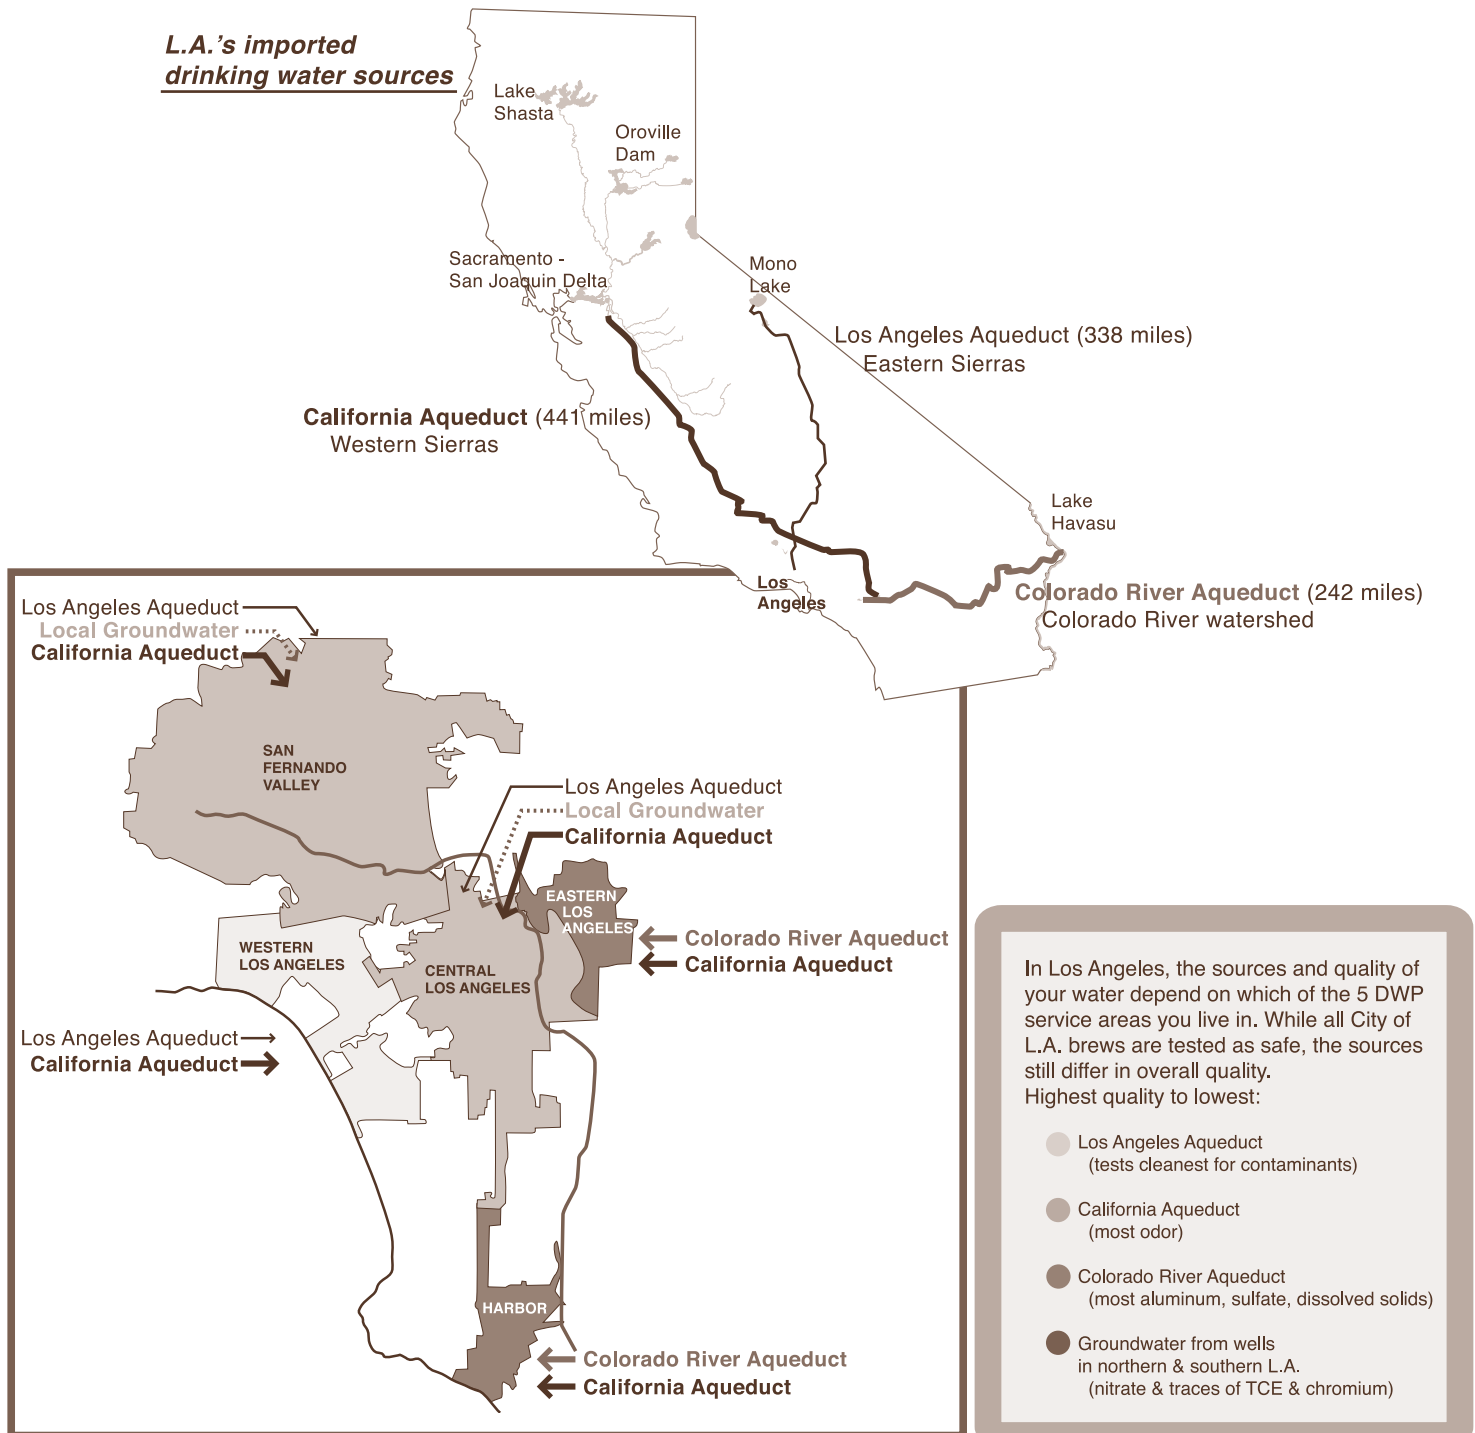 L.A.'s imported
drinking water sources
Lake
Shasta
Oroville
Dam
Sacramento -
San Joaquin Delta
Mono
Lake
Los Angeles Aqueduct (338 miles)
Eastern Sierras
California Aqueduct (441 miles)
Western Sierras
Lake
Havasu
Los
Angeles
Colorado River Aqueduct (242 miles)
Colorado River watershed
Los Angeles Aqueduct
Local Groundwater
California Aqueduct
SAN
FERNANDO
VALLEY
Los Angeles Aqueduct
Local Groundwater
California Aqueduct
EASTERN
LOS
ANGELES
WESTERN
LOS ANGELES
CENTRAL
LOS ANGELES
Colorado River Aqueduct
California Aqueduct
Los Angeles Aqueduct
California Aqueduct
HARBOR
Colorado River Aqueduct
California Aqueduct
In Los Angeles, the sources and quality of
your water depend on which of the 5 DWP
service areas you live in. While all City of
L.A. brews are tested as safe, the sources
still differ in overall quality.
Highest quality to lowest:
Los Angeles Aqueduct
(tests cleanest for contaminants)
California Aqueduct
(most odor)
Colorado River Aqueduct
(most aluminum, sulfate, dissolved solids)
Groundwater from wells
in northern & southern L.A.
(nitrate & traces of TCE & chromium)